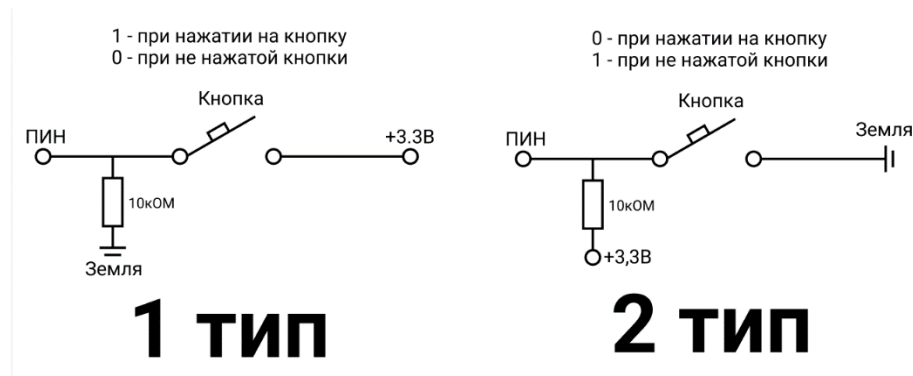 1 - при нажатии на кнопку
0 - при не нажатой кнопки
Кнопка
ПИН
+3.3В
10кОМ
Земля
1 тип
0 - при нажатии на кнопку
1 - при не нажатой кнопки
Кнопка
Земля
ПИН
10кОМ
+3,3В
2 тип